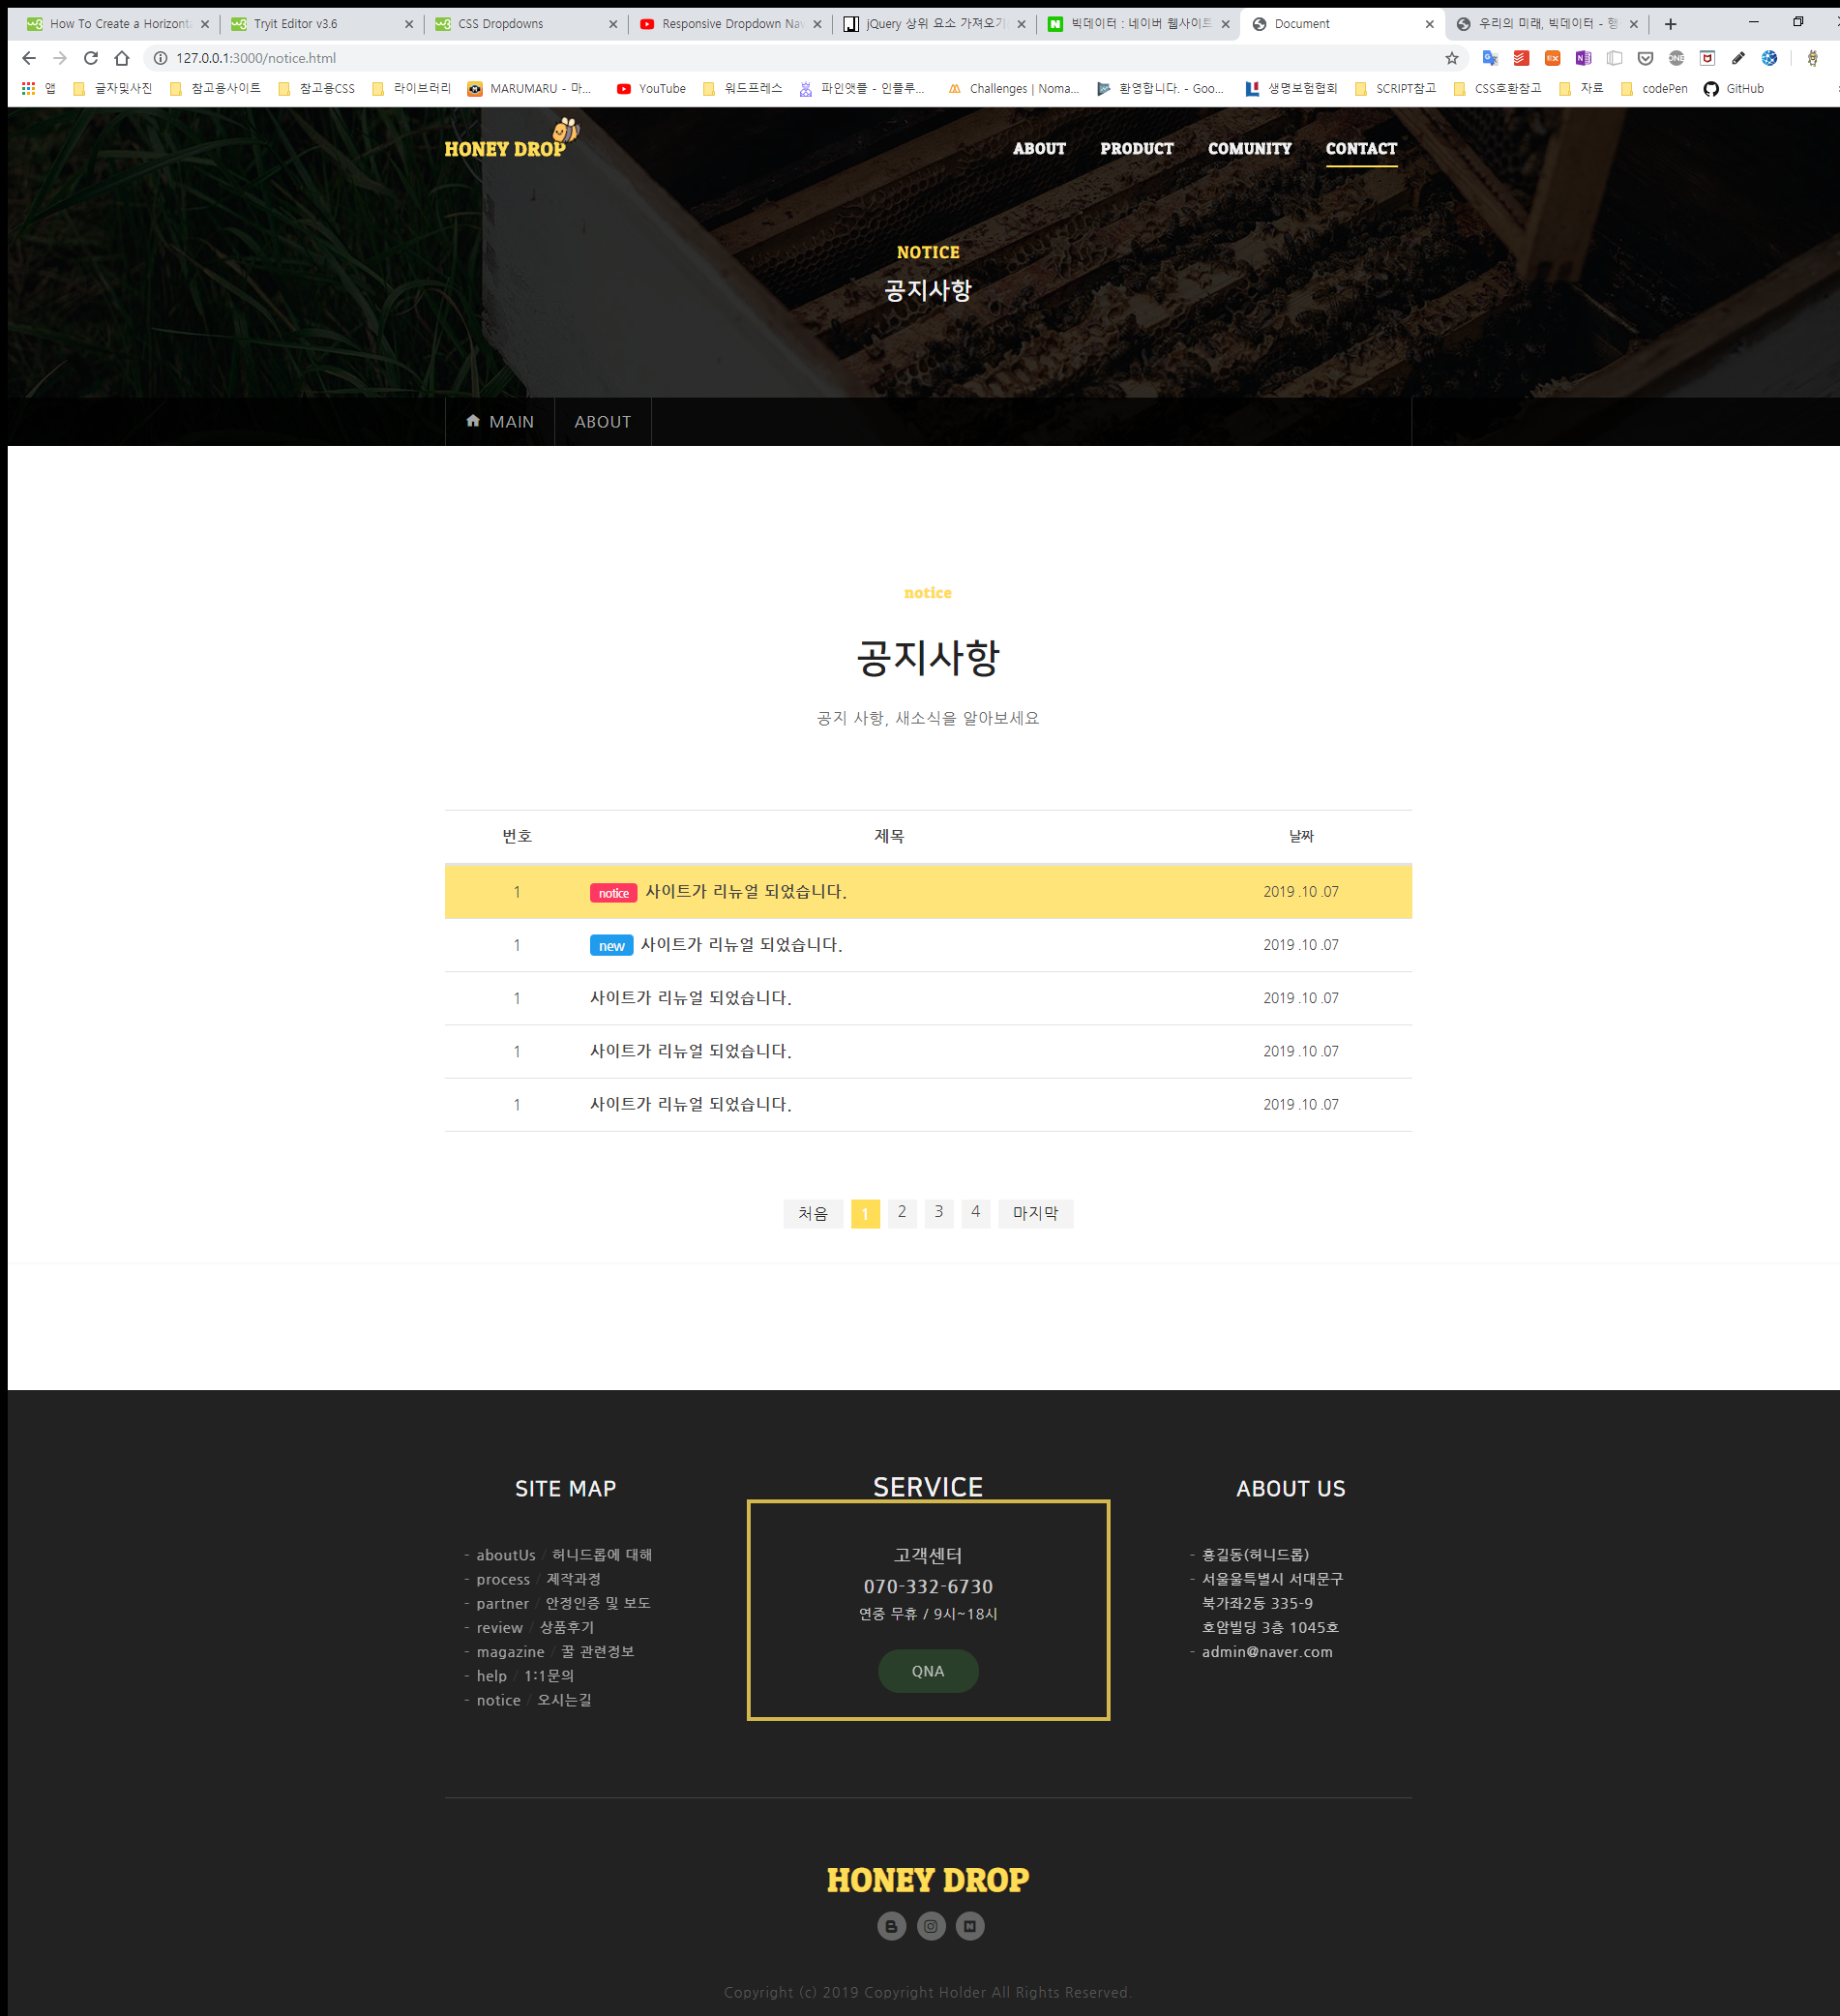 How To Create a Horizonta
Tryit Editor v3.6
CSS Dropdowns
Responsive Dropdown Nav
jQuery 상위 요소 가져오기
빅데이터 : 네이버 웹사이트
Document
우리의 미래, 빅데이터 - 행
127.0.0.1:3000/notice.html
앱
글자및사진
참고용사이트
참고용CSS
라이브러리
MARUMARU - 마...
YouTube
워드프레스
파인앳플 - 인플루...
Challenges | Noma...
환영합니다. - Goo...
생명보험협회
SCRIPT참고
CSS호환참고
자료
codePen
GitHub
HONEY DROP
ABOUT
PRODUCT
COMUNITY
CONTACT
NOTICE
공지사항
MAIN
ABOUT
notice
공지사항
공지 사항, 새소식을 알아보세요
번호 제목 날짜
1 notice 사이트가 리뉴얼 되었습니다. 2019 .10 .07
1 new 사이트가 리뉴얼 되었습니다. 2019 .10 .07
1 사이트가 리뉴얼 되었습니다. 2019 .10 .07
1 사이트가 리뉴얼 되었습니다. 2019 .10 .07
1 사이트가 리뉴얼 되었습니다. 2019 .10 .07
처음 1 2 3 4 마지막
SITE MAP
- aboutUs / 허니드롭에 대해
- process / 제작과정
- partner / 안정인증 및 보도
- review / 상품후기
- magazine / 꿀 관련정보
- help / 1:1문의
- notice / 오시는길
SERVICE
고객센터
070-332-6730
연중 무휴 / 9시~18시
QNA
ABOUT US
- 홍길동(허니드롭)
- 서울울특별시 서대문구
북가좌2동 335-9
호암빌딩 3층 1045호
- admin@naver.com
HONEY DROP
Copyright (c) 2019 Copyright Holder All Rights Reserved.